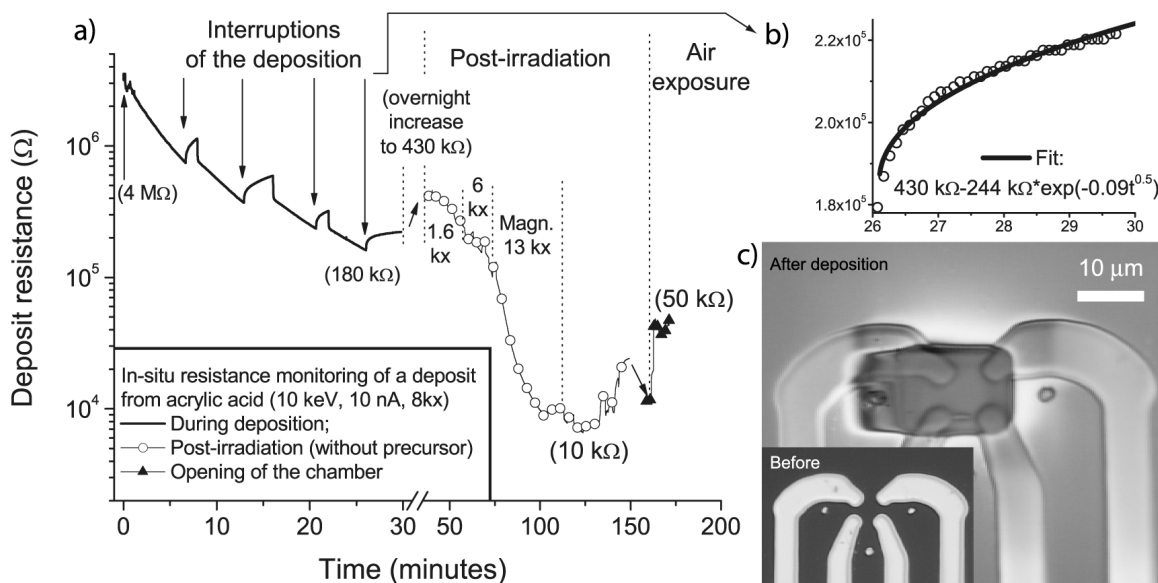 a)
Interruptions
of the deposition
Post-irradiation
Air
exposure
(overnight
increase
to 430 kΩ)
(4 MΩ)
(180 kΩ)
1.6
kx
6
kx
Magn.
13 kx
(10 kΩ)
(50 kΩ)
Deposit resistance (Ω)
10⁶
10⁵
10⁴
In-situ resistance monitoring of a deposit
from acrylic acid (10 keV, 10 nA, 8kx)
During deposition;
Post-irradiation (without precursor)
Opening of the chamber
0 10 20 30 50 100 150 200
Time (minutes)
b)
2.2x10⁵
2.0x10⁵
1.8x10⁵
Fit:
430 kΩ-244 kΩ*exp(-0.09t⁰·⁵)
26 27 28 29 30
c)
After deposition
10 μm
Before